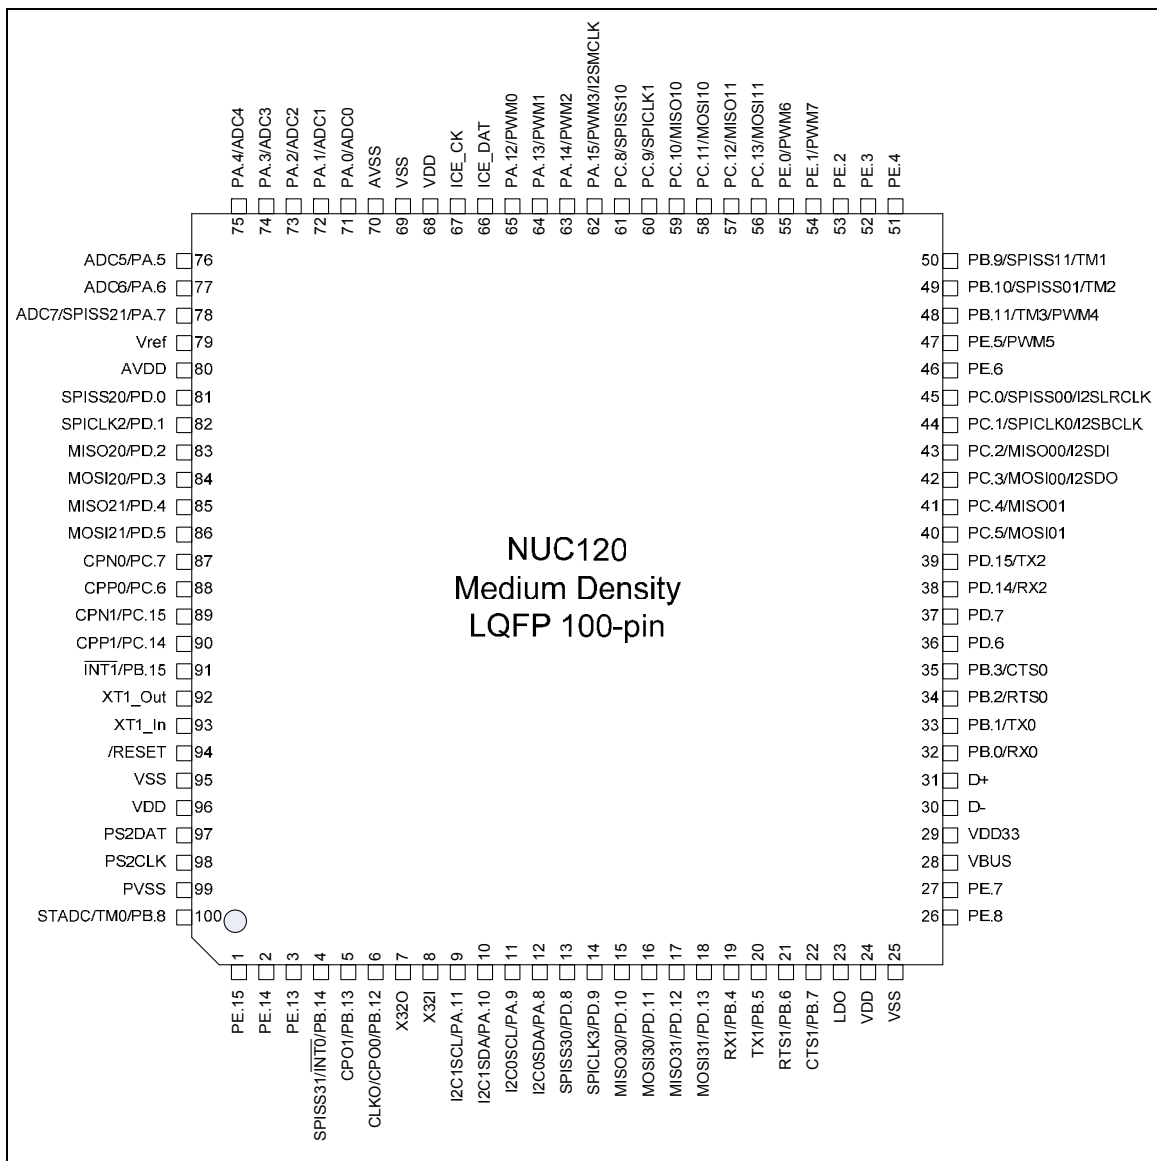 PA.4/ADC4
PA.3/ADC3
PA.2/ADC2
PA.1/ADC1
PA.0/ADC0
AVSS
VSS
VDD
ICE_CK
ICE_DAT
PA.12/PWM0
PA.13/PWM1
PA.14/PWM2
PA.15/PWM3/I2SMCLK
PC.8/SPISS10
PC.9/SPICLK1
PC.10/MISO10
PC.11/MOSI10
PC.12/MISO11
PC.13/MOSI11
PE.0/PWM6
PE.1/PWM7
PE.2
PE.3
PE.4
75
74
73
72
71
70
69
68
67
66
65
64
63
62
61
60
59
58
57
56
55
54
53
52
51
ADC5/PA.5 76
ADC6/PA.6 77
ADC7/SPISS21/PA.7 78
Vref 79
AVDD 80
SPISS20/PD.0 81
SPICLK2/PD.1 82
MISO20/PD.2 83
MOSI20/PD.3 84
MISO21/PD.4 85
MOSI21/PD.5 86
CPN0/PC.7 87
CPP0/PC.6 88
CPN1/PC.15 89
CPP1/PC.14 90
INT1/PB.15 91
XT1_Out 92
XT1_In 93
/RESET 94
VSS 95
VDD 96
PS2DAT 97
PS2CLK 98
PVSS 99
STADC/TM0/PB.8 100
NUC120
Medium Density
LQFP 100-pin
50 PB.9/SPISS11/TM1
49 PB.10/SPISS01/TM2
48 PB.11/TM3/PWM4
47 PE.5/PWM5
46 PE.6
45 PC.0/SPISS00/I2SLRCLK
44 PC.1/SPICLK0/I2SBCLK
43 PC.2/MISO00/I2SDI
42 PC.3/MOSI00/I2SDO
41 PC.4/MISO01
40 PC.5/MOSI01
39 PD.15/TX2
38 PD.14/RX2
37 PD.7
36 PD.6
35 PB.3/CTS0
34 PB.2/RTS0
33 PB.1/TX0
32 PB.0/RX0
31 D+
30 D-
29 VDD33
28 VBUS
27 PE.7
26 PE.8
1
2
3
4
5
6
7
8
9
10
11
12
13
14
15
16
17
18
19
20
21
22
23
24
25
PE.15
PE.14
PE.13
SPISS31/INT0/PB.14
CPO1/PB.13
CLKO/CPO0/PB.12
X32O
X32I
I2C1SCL/PA.11
I2C1SDA/PA.10
I2C0SCL/PA.9
I2C0SDA/PA.8
SPISS30/PD.8
SPICLK3/PD.9
MISO30/PD.10
MOSI30/PD.11
MISO31/PD.12
MOSI31/PD.13
RX1/PB.4
TX1/PB.5
RTS1/PB.6
CTS1/PB.7
LDO
VDD
VSS